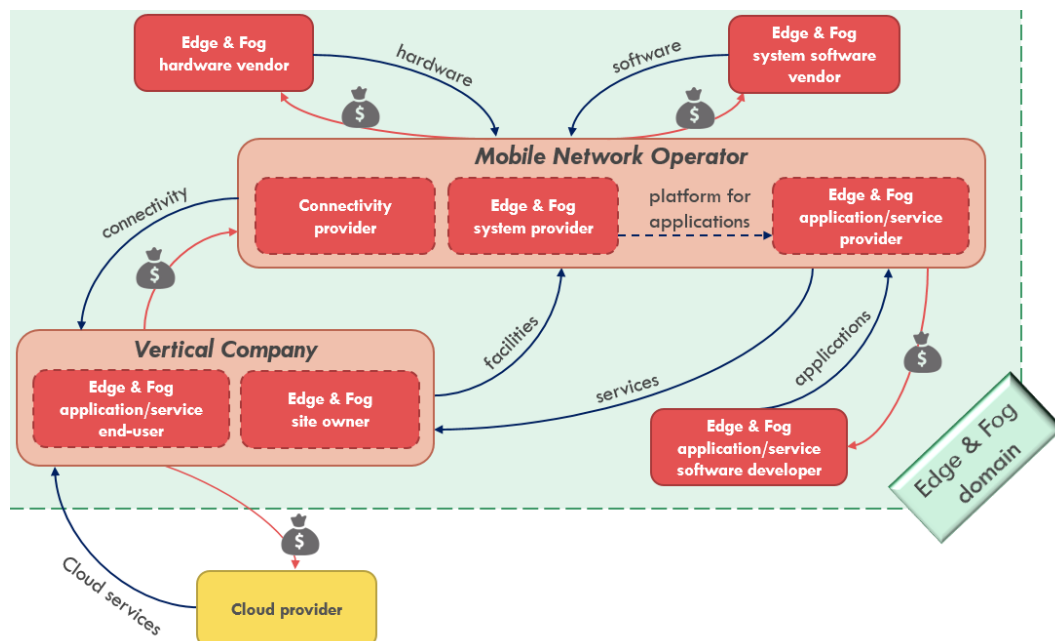 Edge & Fog
hardware vendor
hardware
software
Edge & Fog
system software
vendor
$
$
Mobile Network Operator
connectivity
Connectivity
provider
Edge & Fog
system provider
platform for
applications
Edge & Fog
application/service
provider
$
Vertical Company
facilities
services
applications
$
Edge & Fog
application/service
end-user
Edge & Fog
site owner
Edge & Fog
application/service
software developer
Edge & Fog
domain
$
Cloud services
Cloud provider